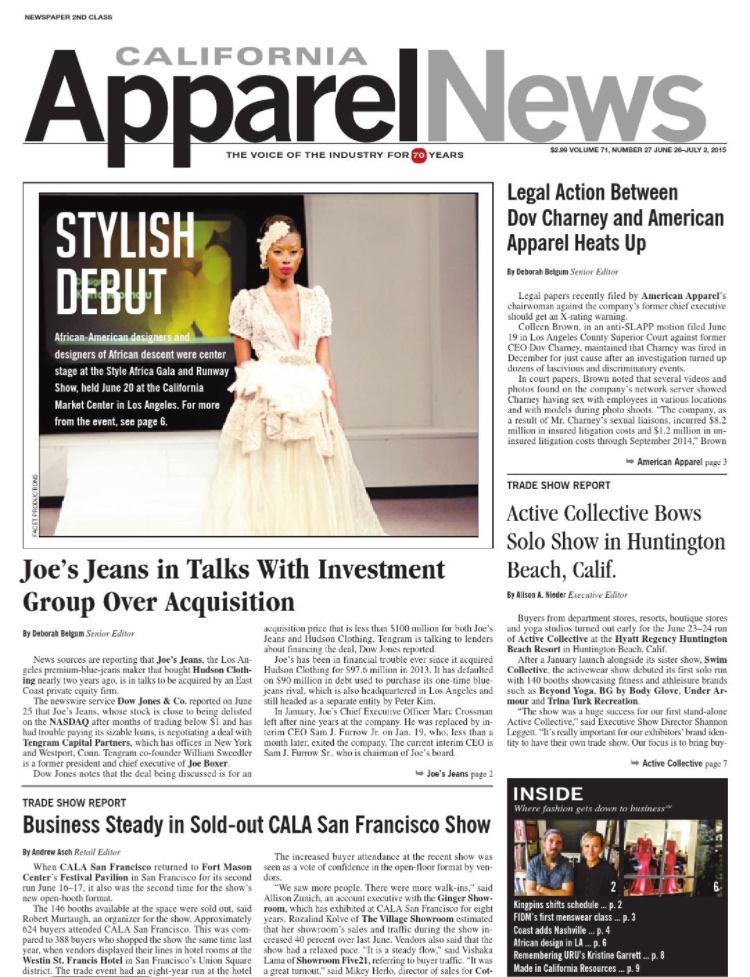 NEWSPAPER 2ND CLASS
CALIFORNIA
ApparelNews
THE VOICE OF THE INDUSTRY FOR 70 YEARS
$2.99 VOLUME 71, NUMBER 27 JUNE 26–JULY 2, 2015
STYLISH
DEBUT
African-American designers and
designers of African descent were center
stage at the Style Africa Gala and Runway
Show, held June 20 at the California
Market Center in Los Angeles. For more
from the event, see page 6.
FACET PRODUCTIONS
Legal Action Between
Dov Charney and American
Apparel Heats Up
By Deborah Belgum Senior Editor
Legal papers recently filed by American Apparel's
chairwoman against the company's former chief executive
should get an X-rating warning.
Colleen Brown, in an anti-SLAPP motion filed June
19 in Los Angeles County Superior Court against former
CEO Dov Charney, maintained that Charney was fired in
December for just cause after an investigation turned up
dozens of lascivious and discriminatory events.
In court papers, Brown noted that several videos and
photos found on the company's network server showed
Charney having sex with employees in various locations
and with models during photo shoots. "The company, as
a result of Mr. Charney's sexual liaisons, incurred $8.2
million in insured litigation costs and $1.2 million in un-
insured litigation costs through September 2014," Brown
➥ American Apparel page 3
TRADE SHOW REPORT
Active Collective Bows
Solo Show in Huntington
Beach, Calif.
By Alison A. Nieder Executive Editor
Buyers from department stores, resorts, boutique stores
and yoga studios turned out early for the June 23–24 run
of Active Collective at the Hyatt Regency Huntington
Beach Resort in Huntington Beach, Calif.
After a January launch alongside its sister show, Swim
Collective, the activewear show debuted its first solo run
with 140 booths showcasing fitness and athleisure brands
such as Beyond Yoga, BG by Body Glove, Under Ar-
mour and Trina Turk Recreation.
"The show was a huge success for our first stand-alone
Active Collective," said Executive Show Director Shannon
Leggett. "It's really important for our exhibitors' brand iden-
tity to have their own trade show. Our focus is to bring buy-
➥ Active Collective page 7
Joe's Jeans in Talks With Investment
Group Over Acquisition
By Deborah Belgum Senior Editor
News sources are reporting that Joe's Jeans, the Los An-
geles premium-blue-jeans maker that bought Hudson Cloth-
ing nearly two years ago, is in talks to be acquired by an East
Coast private equity firm.
The newswire service Dow Jones & Co. reported on June
25 that Joe's Jeans, whose stock is close to being delisted
on the NASDAQ after months of trading below $1 and has
had trouble paying its sizable loans, is negotiating a deal with
Tengram Capital Partners, which has offices in New York
and Westport, Conn. Tengram co-founder William Sweedler
is a former president and chief executive of Joe Boxer.
Dow Jones notes that the deal being discussed is for an
acquisition price that is less than $100 million for both Joe's
Jeans and Hudson Clothing. Tengram is talking to lenders
about financing the deal, Dow Jones reported.
Joe's has been in financial trouble ever since it acquired
Hudson Clothing for $97.6 million in 2013. It has defaulted
on $90 million in debt used to purchase its one-time blue-
jeans rival, which is also headquartered in Los Angeles and
still headed as a separate entity by Peter Kim.
In January, Joe's Chief Executive Officer Marc Crossman
left after nine years at the company. He was replaced by in-
terim CEO Sam J. Furrow Jr. on Jan. 19, who, less than a
month later, exited the company. The current interim CEO is
Sam J. Furrow Sr., who is chairman of Joe's board.
➥ Joe's Jeans page 2
TRADE SHOW REPORT
Business Steady in Sold-out CALA San Francisco Show
By Andrew Asch Retail Editor
When CALA San Francisco returned to Fort Mason
Center's Festival Pavilion in San Francisco for its second
run June 16–17, it also was the second time for the show's
new open-booth format.
The 146 booths available at the space were sold out, said
Robert Murtaugh, an organizer for the show. Approximately
624 buyers attended CALA San Francisco. This was com-
pared to 388 buyers who shopped the show the same time last
year, when vendors displayed their lines in hotel rooms at the
Westin St. Francis Hotel in San Francisco's Union Square
district. The trade event had an eight-year run at the hotel
The increased buyer attendance at the recent show was
seen as a vote of confidence in the open-floor format by ven-
dors.
"We saw more people. There were more walk-ins," said
Allison Zunich, an account executive with the Ginger Show-
room, which has exhibited at CALA San Francisco for eight
years. Rozalind Kolve of The Village Showroom estimated
that her showroom's sales and traffic during the show in-
creased 40 percent over last June. Vendors also said that the
show had a relaxed pace. "It is a steady flow," said Vishaka
Lama of Showroom Five21, referring to buyer traffic. "It was
a great turnout," said Mikey Herlo, director of sales for Cot-
INSIDE
Where fashion gets down to business℠
2
6
Kingpins shifts schedule ... p. 2
FIDM's first menswear class ... p. 3
Coast adds Nashville ... p. 4
African design in LA ... p. 6
Remembering URU's Kristine Garrett ... p. 8
Made in California Resources ... p. 9